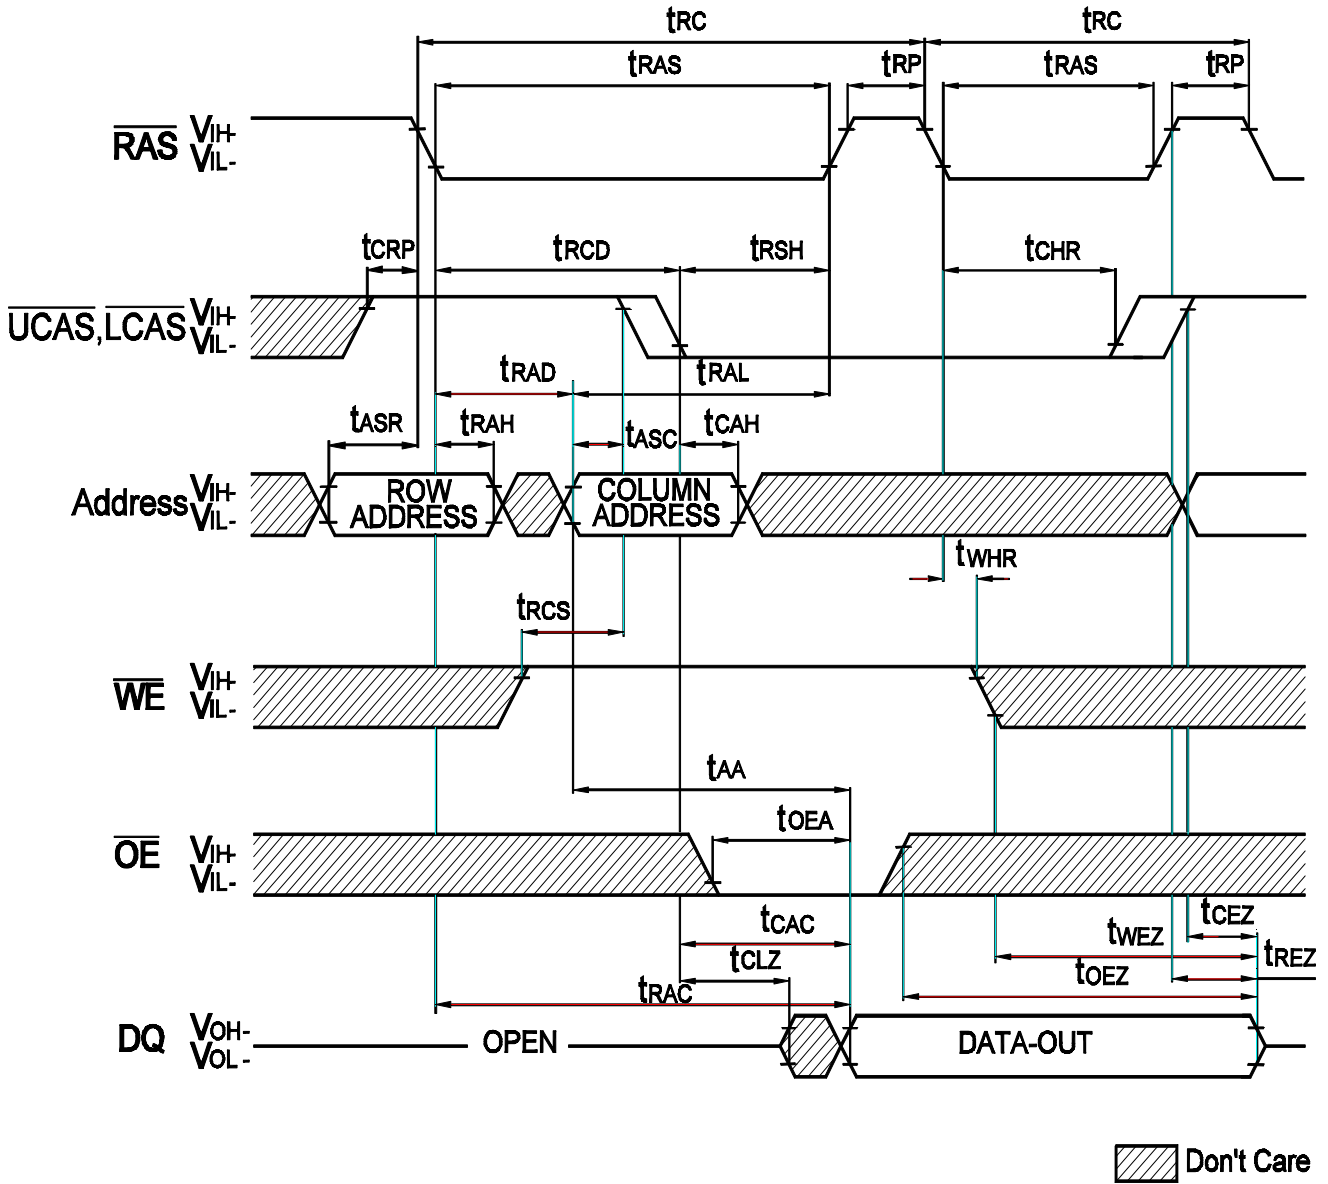 tRC tRC
tRAS tRP tRAS tRP
RAS VIH-
VIL-
tCRP tRCD tRSH tCHR
UCAS,LCAS VIH-
VIL-
tRAD tRAL
tASR tRAH tASC tCAH
Address VIH-
VIL-
ROW
ADDRESS
COLUMN
ADDRESS
tWHR
tRCS
WE VIH-
VIL-
tAA
tOEA
OE VIH-
VIL-
tCAC tCEZ
tWEZ
tCLZ tREZ
tOEZ
tRAC
DQ VOH-
VOL-
OPEN DATA-OUT
Don't Care